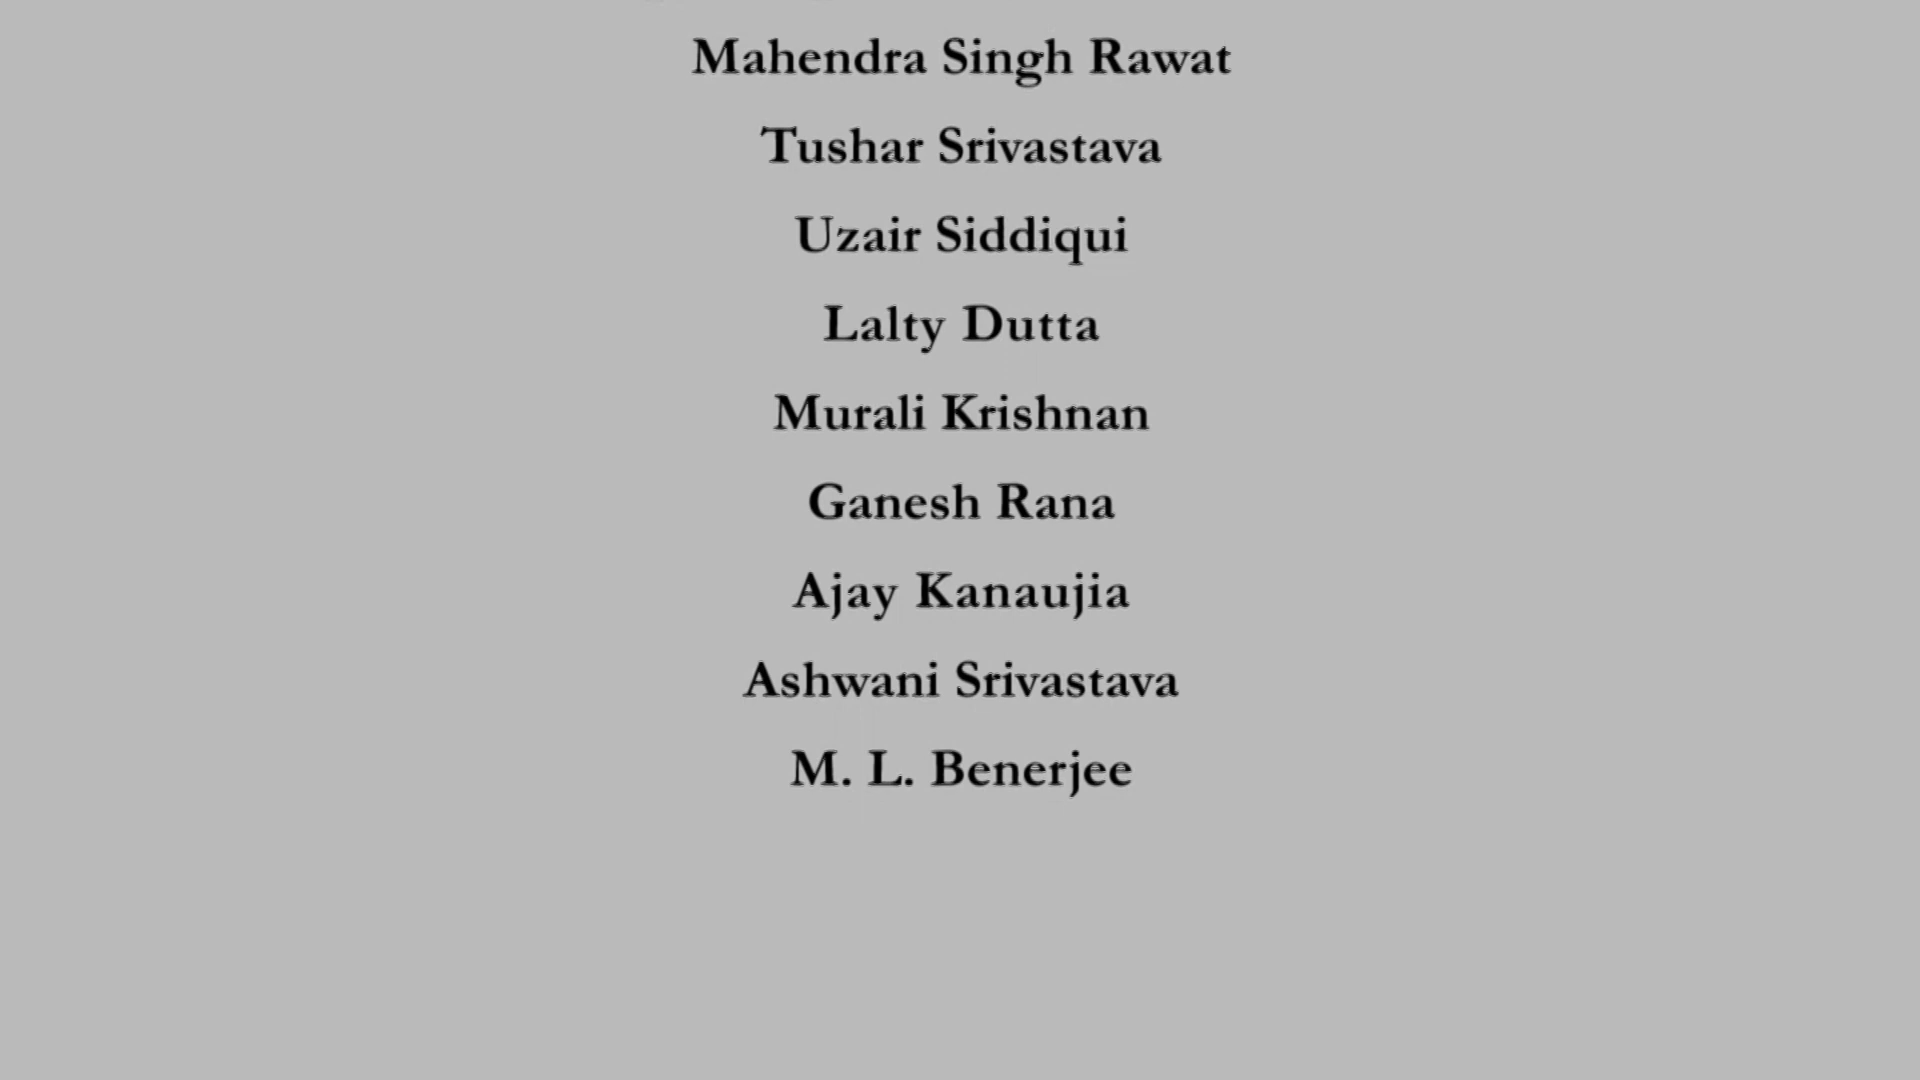 Mahendra Singh Rawat
Tushar Srivastava
Uzair Siddiqui
Lalty Dutta
Murali Krishnan
Ganesh Rana
Ajay Kanaujia
Ashwani Srivastava
M. L. Benerjee